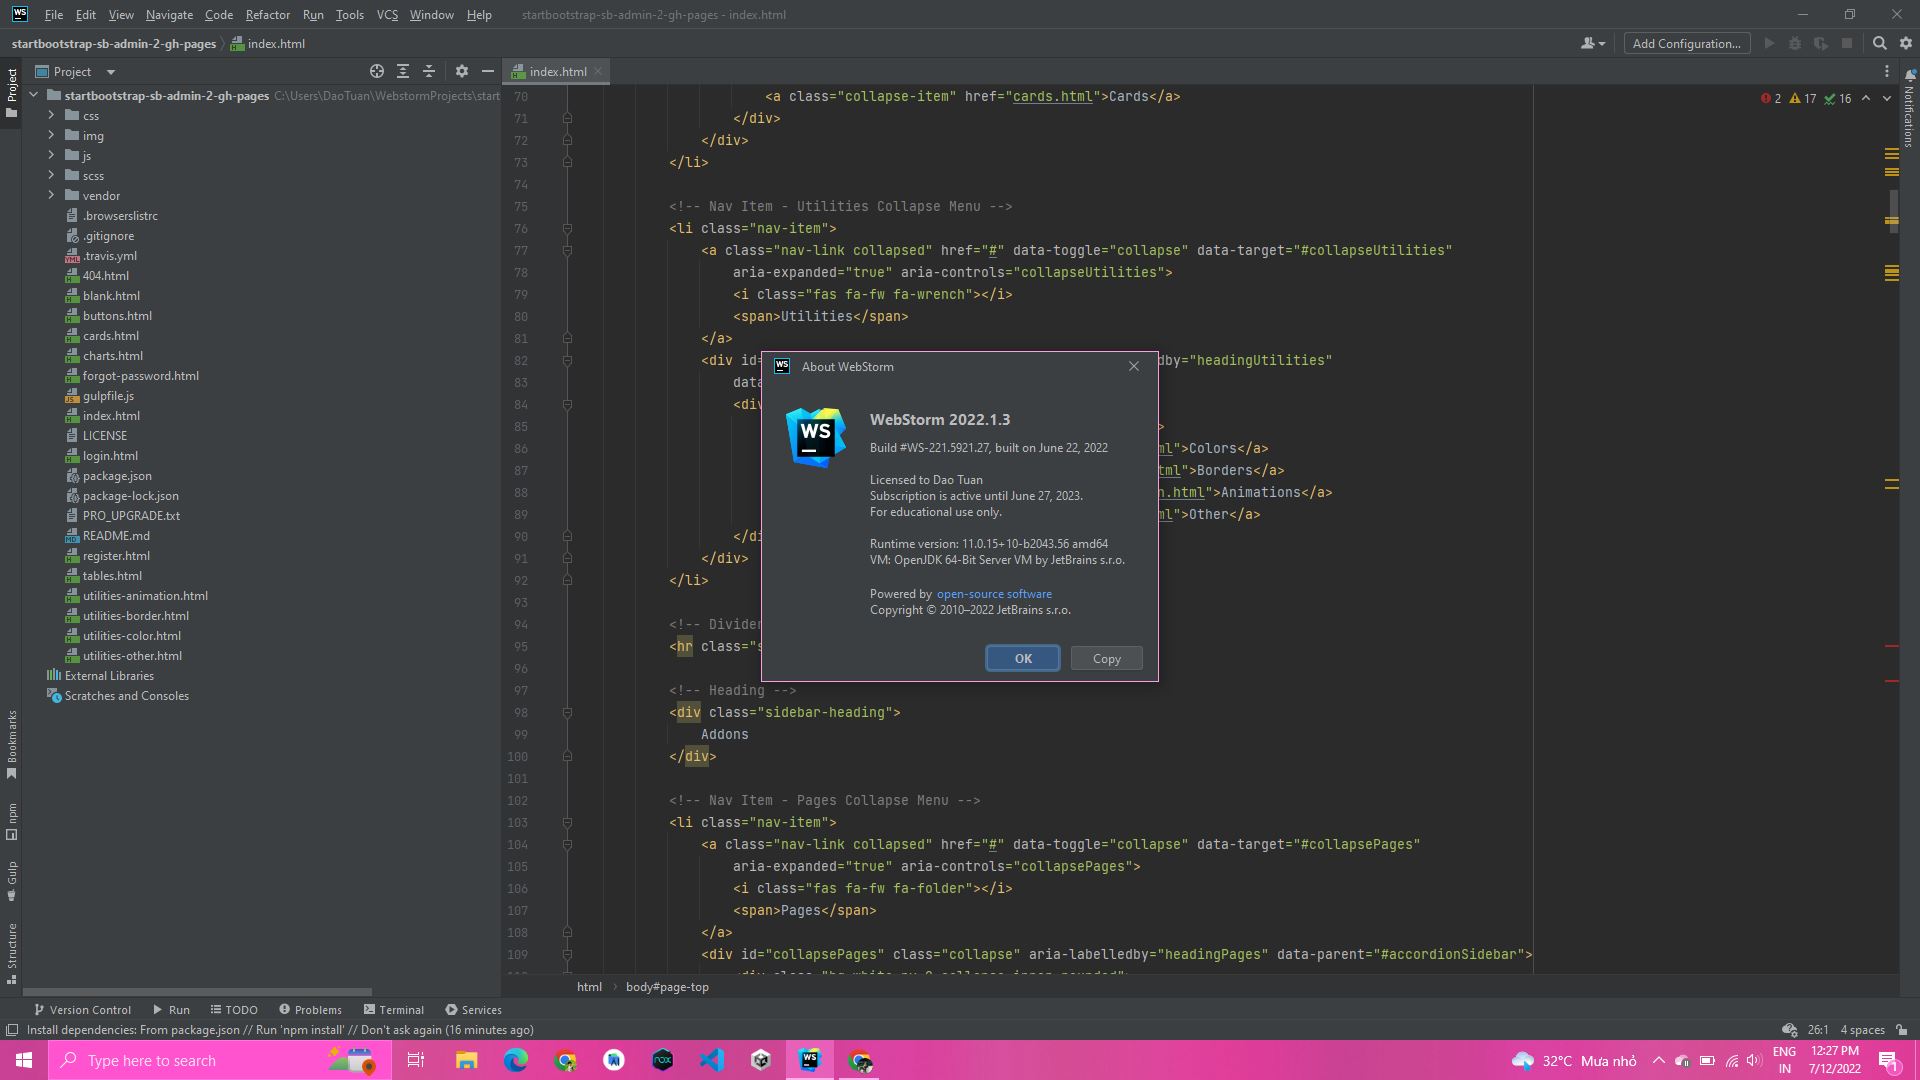 WS File Edit View Navigate Code Refactor Run Tools VCS Window Help startbootstrap-sb-admin-2-gh-pages - index.html
startbootstrap-sb-admin-2-gh-pages index.html
Add Configuration...
Project
Project
index.html
Notifications
startbootstrap-sb-admin-2-gh-pages C:\Users\DaoTuan\WebstormProjects\start
css
img
js
scss
vendor
.browserslistrc
.gitignore
.travis.yml
404.html
blank.html
buttons.html
cards.html
charts.html
forgot-password.html
gulpfile.js
index.html
LICENSE
login.html
package.json
package-lock.json
PRO_UPGRADE.txt
README.md
register.html
tables.html
utilities-animation.html
utilities-border.html
utilities-color.html
utilities-other.html
External Libraries
Scratches and Consoles
Bookmarks
npm
Gulp
Structure
2 17 16
70 <a class="collapse-item" href="cards.html">Cards</a>
71 </div>
72 </div>
73 </li>
74
75 <!-- Nav Item - Utilities Collapse Menu -->
76 <li class="nav-item">
77 <a class="nav-link collapsed" href="#" data-toggle="collapse" data-target="#collapseUtilities"
78 aria-expanded="true" aria-controls="collapseUtilities">
79 <i class="fas fa-fw fa-wrench"></i>
80 <span>Utilities</span>
81 </a>
82 <div id= dby="headingUtilities"
83 data
84 <div
85 >
86 ml">Colors</a>
87 tml">Borders</a>
88 n.html">Animations</a>
89 ml">Other</a>
90 </di
91 </div>
92 </li>
93
94 <!-- Divider
95 <hr class="s
96
97 <!-- Heading -->
98 <div class="sidebar-heading">
99 Addons
100 </div>
101
102 <!-- Nav Item - Pages Collapse Menu -->
103 <li class="nav-item">
104 <a class="nav-link collapsed" href="#" data-toggle="collapse" data-target="#collapsePages"
105 aria-expanded="true" aria-controls="collapsePages">
106 <i class="fas fa-fw fa-folder"></i>
107 <span>Pages</span>
108 </a>
109 <div id="collapsePages" class="collapse" aria-labelledby="headingPages" data-parent="#accordionSidebar">
WS About WebStorm
WS
WebStorm 2022.1.3
Build #WS-221.5921.27, built on June 22, 2022
Licensed to Dao Tuan
Subscription is active until June 27, 2023.
For educational use only.
Runtime version: 11.0.15+10-b2043.56 amd64
VM: OpenJDK 64-Bit Server VM by JetBrains s.r.o.
Powered by open-source software
Copyright © 2010–2022 JetBrains s.r.o.
OK Copy
html body#page-top
Version Control Run TODO Problems Terminal Services
Install dependencies: From package.json // Run 'npm install' // Don't ask again (16 minutes ago)
26:1 4 spaces
Type here to search
32°C Mưa nhỏ
ENG
IN
12:27 PM
7/12/2022
1